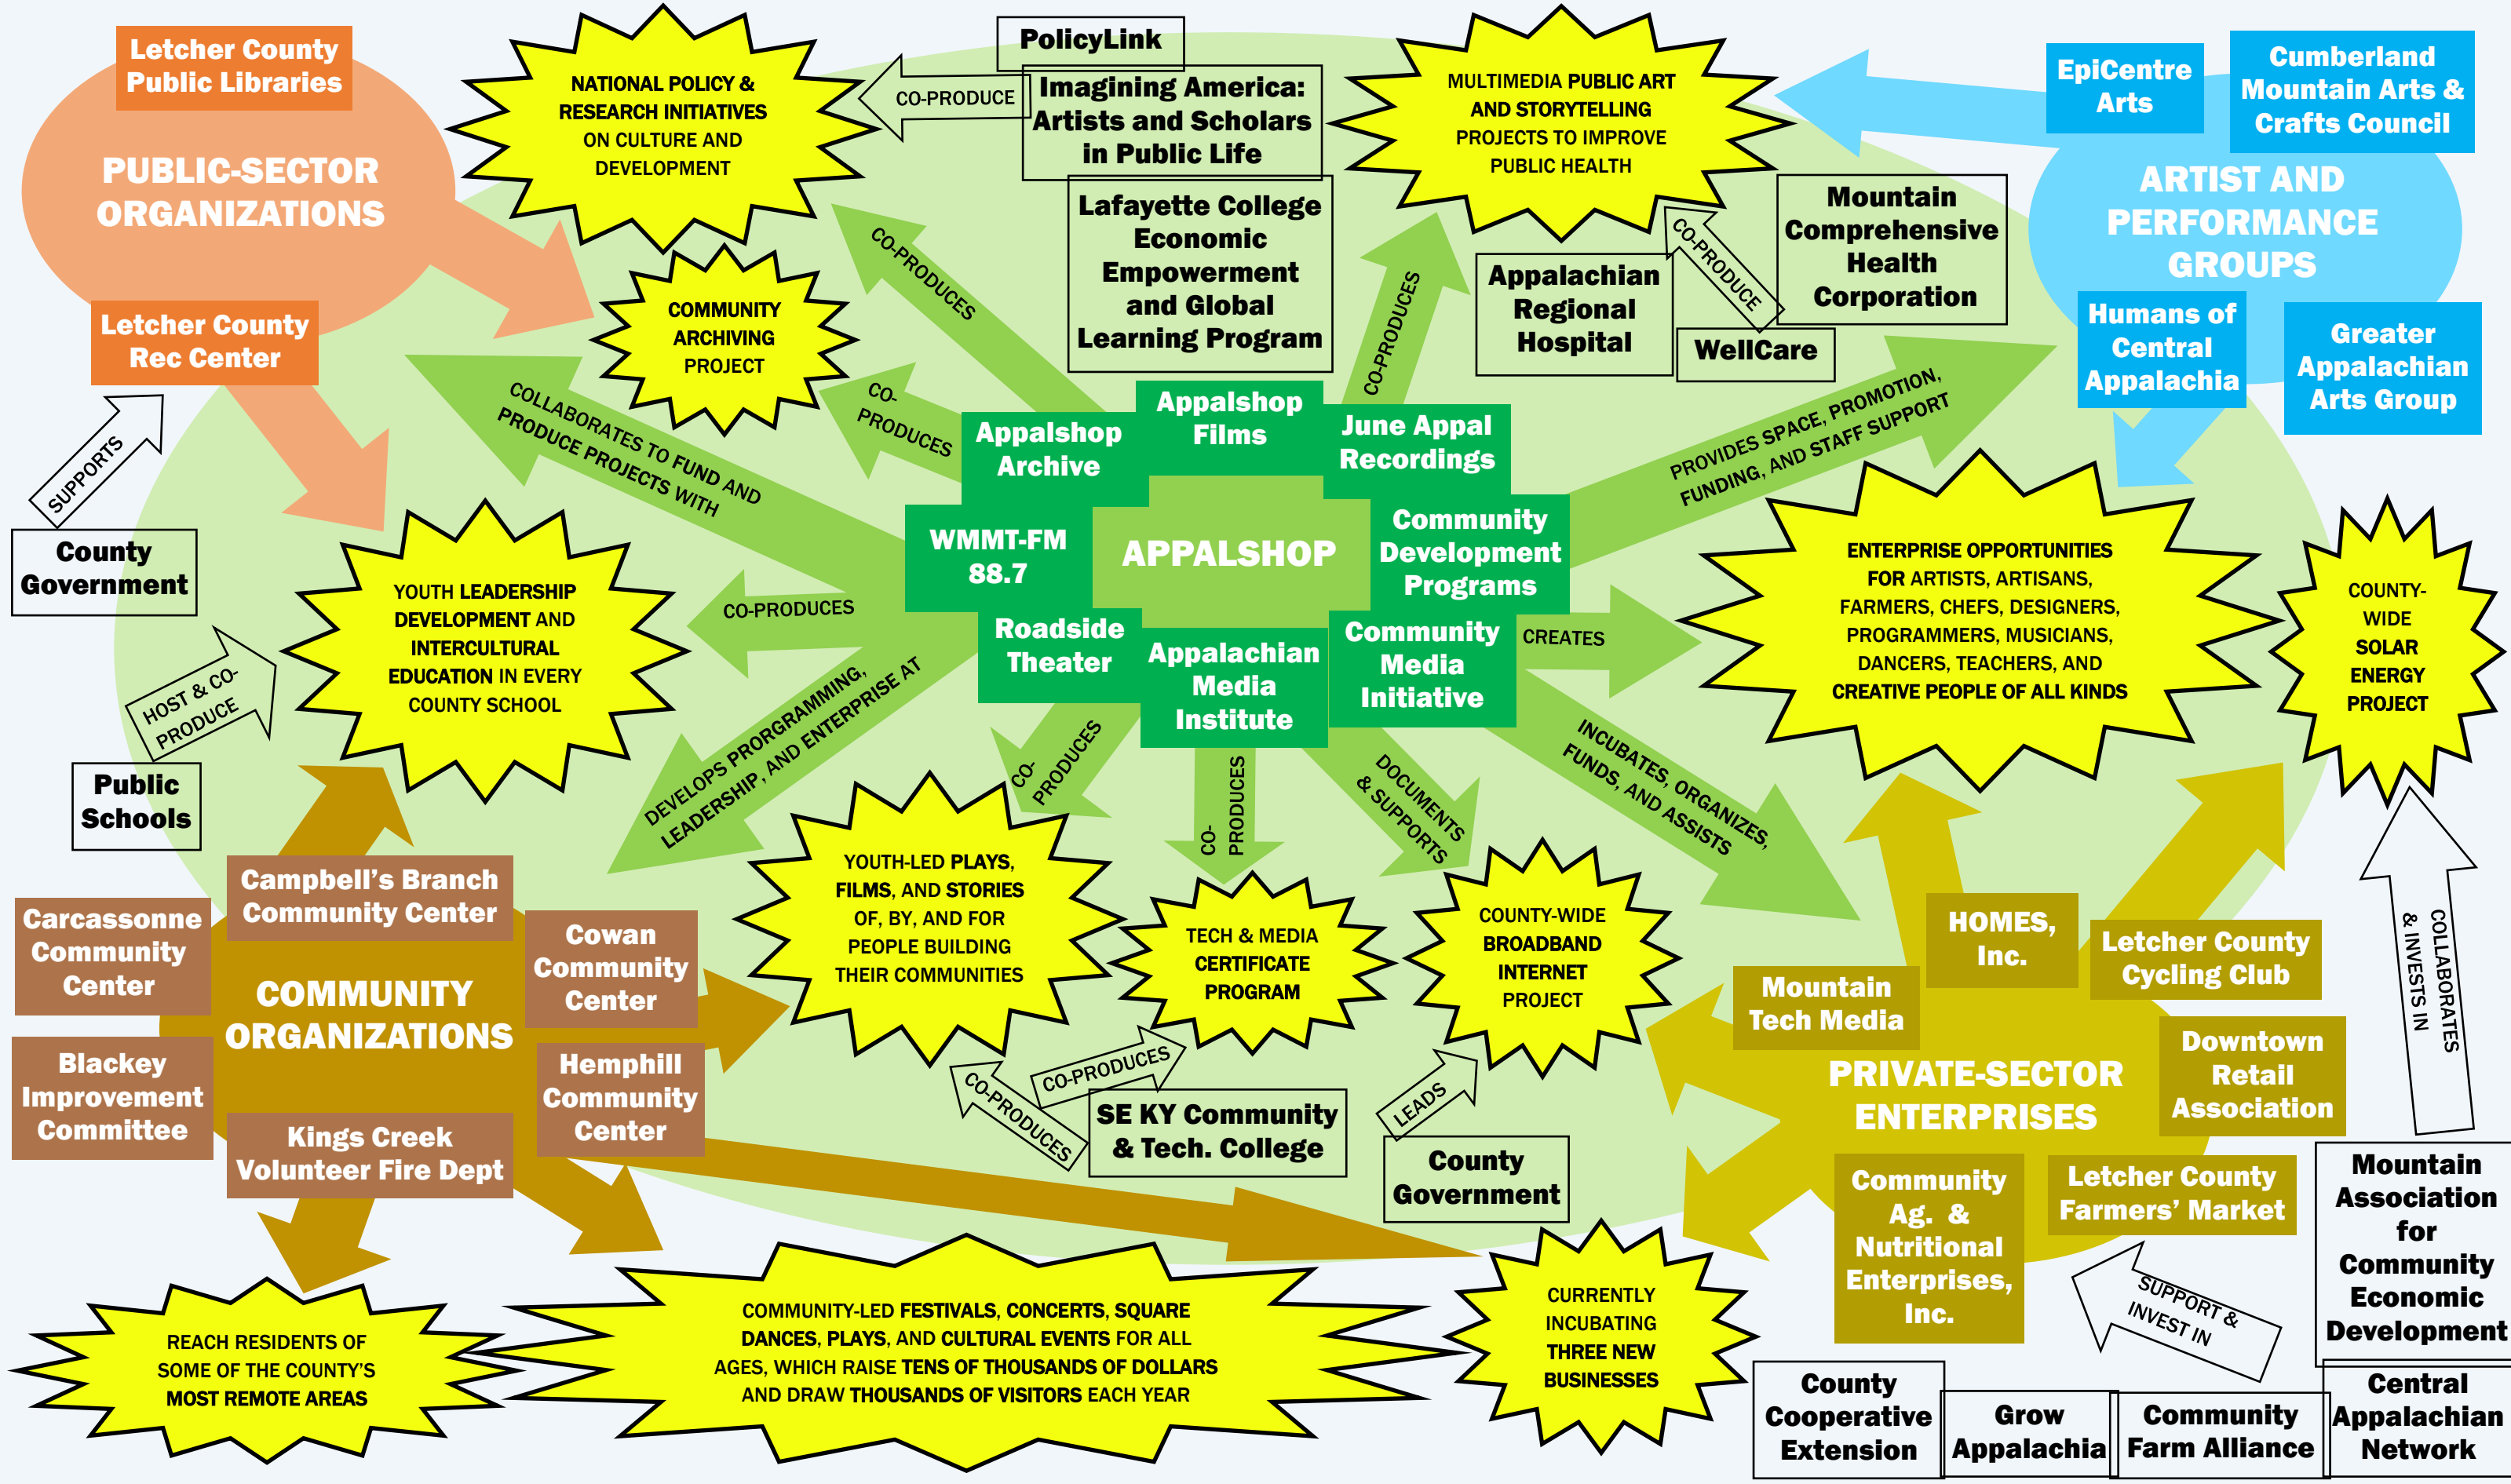 Letcher County
Public Libraries
PUBLIC-SECTOR
ORGANIZATIONS
Letcher County
Rec Center
SUPPORTS
County
Government
NATIONAL POLICY &
RESEARCH INITIATIVES
ON CULTURE AND
DEVELOPMENT
CO-PRODUCE
PolicyLink
Imagining America:
Artists and Scholars
in Public Life
Lafayette College
Economic
Empowerment
and Global
Learning Program
COMMUNITY
ARCHIVING
PROJECT
MULTIMEDIA PUBLIC ART
AND STORYTELLING
PROJECTS TO IMPROVE
PUBLIC HEALTH
CO-PRODUCE
Appalachian
Regional
Hospital
Mountain
Comprehensive
Health
Corporation
WellCare
EpiCentre
Arts
Cumberland
Mountain Arts &
Crafts Council
ARTIST AND
PERFORMANCE
GROUPS
Humans of
Central
Appalachia
Greater
Appalachian
Arts Group
CO-PRODUCES
CO-
PRODUCES
CO-PRODUCES
COLLABORATES TO FUND AND
PRODUCE PROJECTS WITH
PROVIDES SPACE, PROMOTION,
FUNDING, AND STAFF SUPPORT
Appalshop
Archive
Appalshop
Films
June Appal
Recordings
WMMT-FM
88.7
APPALSHOP
Community
Development
Programs
Roadside
Theater
Appalachian
Media
Institute
Community
Media
Initiative
CO-PRODUCES
CREATES
YOUTH LEADERSHIP
DEVELOPMENT AND
INTERCULTURAL
EDUCATION IN EVERY
COUNTY SCHOOL
HOST & CO-
PRODUCE
Public
Schools
ENTERPRISE OPPORTUNITIES
FOR ARTISTS, ARTISANS,
FARMERS, CHEFS, DESIGNERS,
PROGRAMMERS, MUSICIANS,
DANCERS, TEACHERS, AND
CREATIVE PEOPLE OF ALL KINDS
COUNTY-
WIDE
SOLAR
ENERGY
PROJECT
DEVELOPS PRORGRAMMING,
LEADERSHIP, AND ENTERPRISE AT
CO-
PRODUCES
CO-
PRODUCES
DOCUMENTS
& SUPPORTS
INCUBATES, ORGANIZES,
FUNDS, AND ASSISTS
YOUTH-LED PLAYS,
FILMS, AND STORIES
OF, BY, AND FOR
PEOPLE BUILDING
THEIR COMMUNITIES
TECH & MEDIA
CERTIFICATE
PROGRAM
COUNTY-WIDE
BROADBAND
INTERNET
PROJECT
Campbell's Branch
Community Center
Carcassonne
Community
Center
Cowan
Community
Center
COMMUNITY
ORGANIZATIONS
Blackey
Improvement
Committee
Hemphill
Community
Center
Kings Creek
Volunteer Fire Dept
CO-PRODUCES
CO-PRODUCES
SE KY Community
& Tech. College
LEADS
County
Government
HOMES,
Inc.
Letcher County
Cycling Club
Mountain
Tech Media
Downtown
Retail
Association
PRIVATE-SECTOR
ENTERPRISES
Community
Ag. &
Nutritional
Enterprises,
Inc.
Letcher County
Farmers' Market
COLLABORATES
& INVESTS IN
Mountain
Association
for
Community
Economic
Development
SUPPORT &
INVEST IN
County
Cooperative
Extension
Grow
Appalachia
Community
Farm Alliance
Central
Appalachian
Network
REACH RESIDENTS OF
SOME OF THE COUNTY'S
MOST REMOTE AREAS
COMMUNITY-LED FESTIVALS, CONCERTS, SQUARE
DANCES, PLAYS, AND CULTURAL EVENTS FOR ALL
AGES, WHICH RAISE TENS OF THOUSANDS OF DOLLARS
AND DRAW THOUSANDS OF VISITORS EACH YEAR
CURRENTLY
INCUBATING
THREE NEW
BUSINESSES